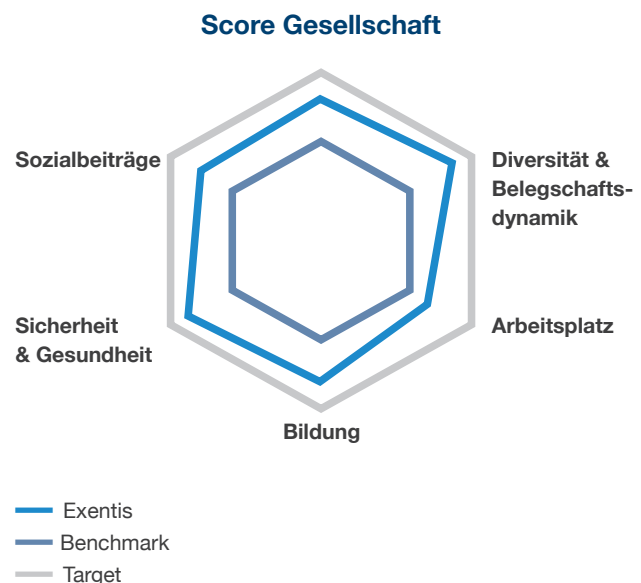 Score Gesellschaft
Sozialbeiträge
Diversität &
Belegschafts-
dynamik
Sicherheit
& Gesundheit
Arbeitsplatz
Bildung
Exentis
Benchmark
Target